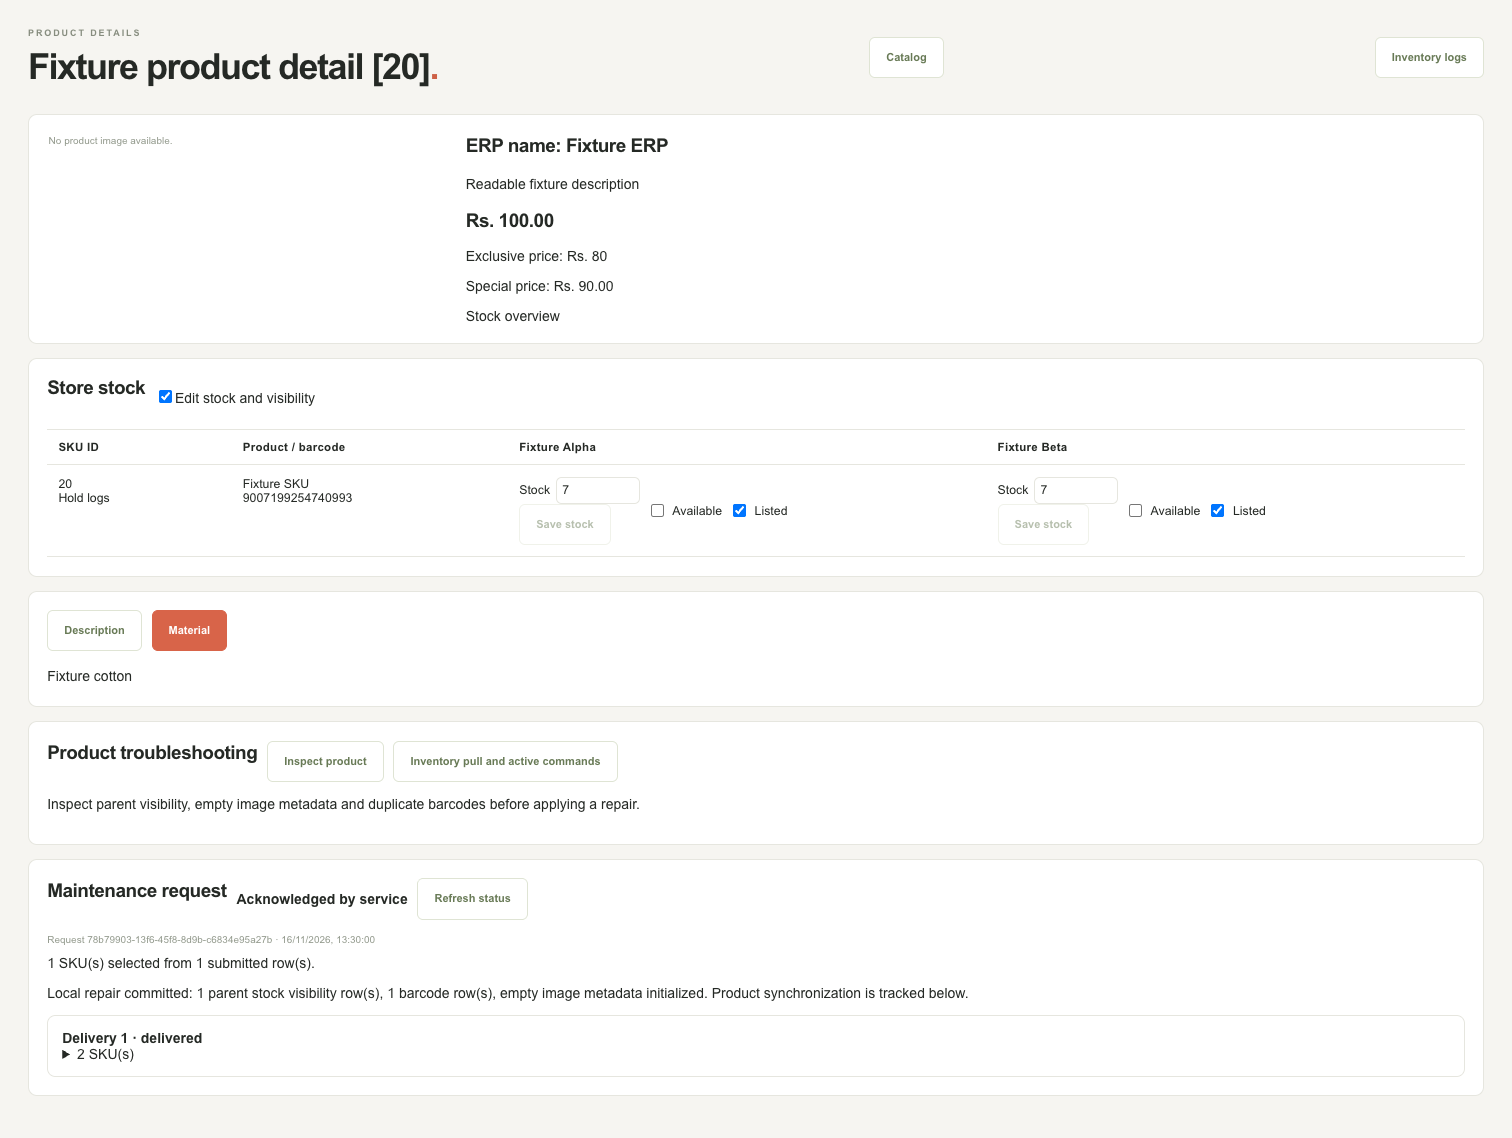 PRODUCT DETAILS
Fixture product detail [20].
Catalog
Inventory logs
No product image available.
ERP name: Fixture ERP
Readable fixture description
Rs. 100.00
Exclusive price: Rs. 80
Special price: Rs. 90.00
Stock overview
Store stock
Edit stock and visibility
SKU ID Product / barcode Fixture Alpha Fixture Beta
20
Hold logs
Fixture SKU
9007199254740993
Stock 7
Save stock
Available Listed
Stock 7
Save stock
Available Listed
Description
Material
Fixture cotton
Product troubleshooting
Inspect product
Inventory pull and active commands
Inspect parent visibility, empty image metadata and duplicate barcodes before applying a repair.
Maintenance request
Acknowledged by service
Refresh status
Request 78b79903-13f6-45f8-8d9b-c6834e95a27b · 16/11/2026, 13:30:00
1 SKU(s) selected from 1 submitted row(s).
Local repair committed: 1 parent stock visibility row(s), 1 barcode row(s), empty image metadata initialized. Product synchronization is tracked below.
Delivery 1 · delivered
2 SKU(s)